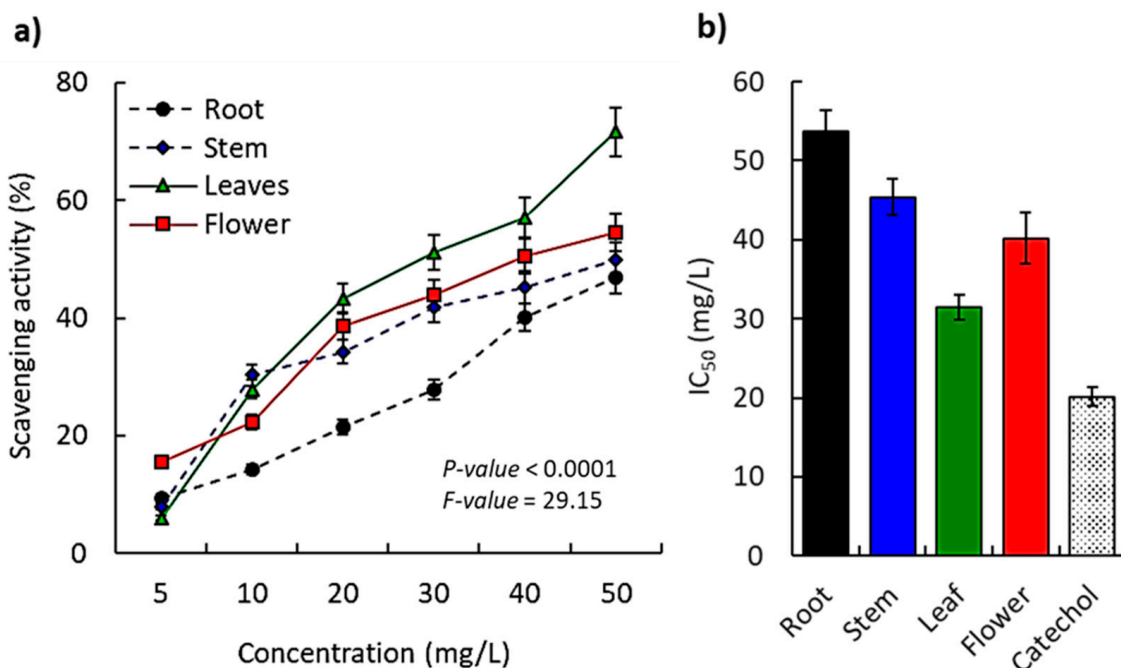 a)
80
60
40
20
0
Scavenging activity (%)
Root
Stem
Leaves
Flower
P-value < 0.0001
F-value = 29.15
5 10 20 30 40 50
Concentration (mg/L)
b)
60
50
40
30
20
10
0
IC₅₀ (mg/L)
Root Stem Leaf Flower Catechol